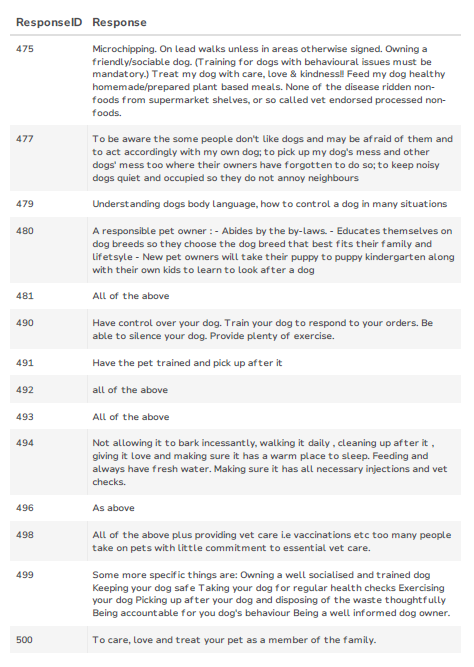 ResponseID Response
475 Microchipping. On lead walks unless in areas otherwise signed. Owning a
friendly/sociable dog. (Training for dogs with behavioural issues must be
mandatory.) Treat my dog with care, love & kindness!! Feed my dog healthy
homemade/prepared plant based meals. None of the disease ridden non-
foods from supermarket shelves, or so called vet endorsed processed non-
foods.
477 To be aware the some people don't like dogs and may be afraid of them and
to act accordingly with my own dog; to pick up my dog's mess and other
dogs' mess too where their owners have forgotten to do so; to keep noisy
dogs quiet and occupied so they do not annoy neighbours
479 Understanding dogs body language, how to control a dog in many situations
480 A responsible pet owner : - Abides by the by-laws. - Educates themselves on
dog breeds so they choose the dog breed that best fits their family and
lifetsyle - New pet owners will take their puppy to puppy kindergarten along
with their own kids to learn to look after a dog
481 All of the above
490 Have control over your dog. Train your dog to respond to your orders. Be
able to silence your dog. Provide plenty of exercise.
491 Have the pet trained and pick up after it
492 all of the above
493 All of the above
494 Not allowing it to bark incessantly, walking it daily , cleaning up after it ,
giving it love and making sure it has a warm place to sleep. Feeding and
always have fresh water. Making sure it has all necessary injections and vet
checks.
496 As above
498 All of the above plus providing vet care i.e vaccinations etc too many people
take on pets with little commitment to essential vet care.
499 Some more specific things are: Owning a well socialised and trained dog
Keeping your dog safe Taking your dog for regular health checks Exercising
your dog Picking up after your dog and disposing of the waste thoughtfully
Being accountable for you dog's behaviour Being a well informed dog owner.
500 To care, love and treat your pet as a member of the family.